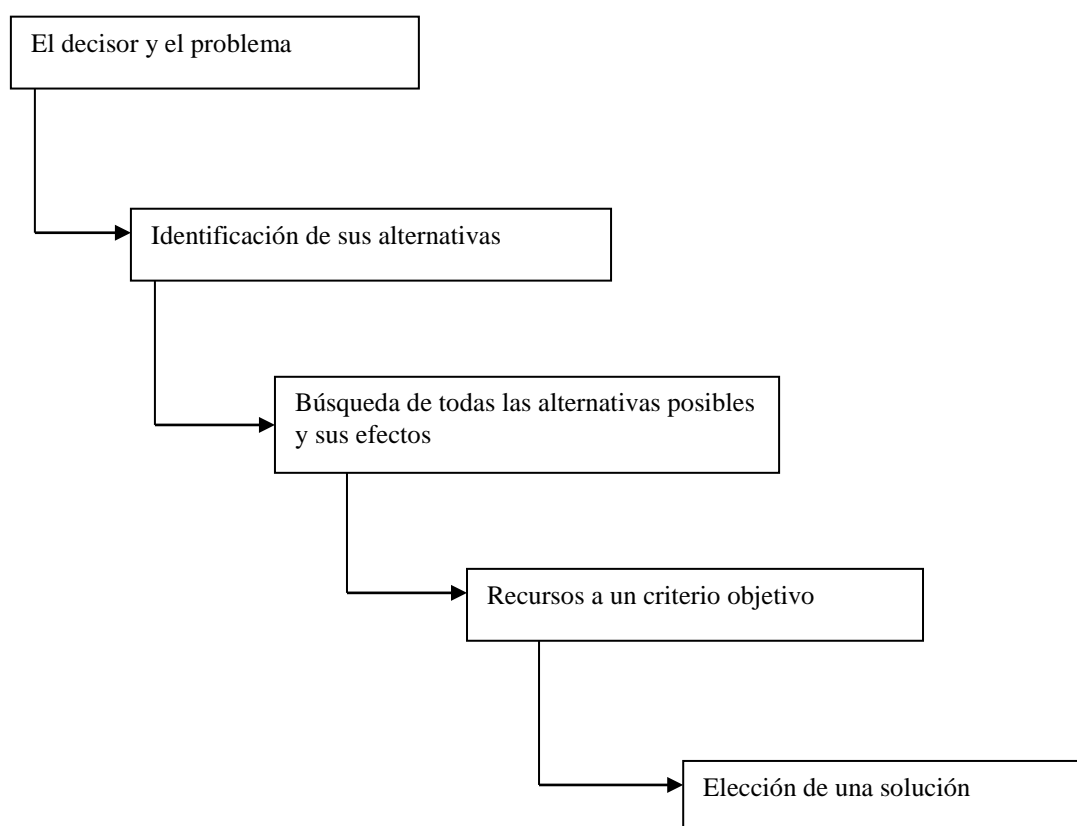 El decisor y el problema
Identificación de sus alternativas
Búsqueda de todas las alternativas posibles
y sus efectos
Recursos a un criterio objetivo
Elección de una solución